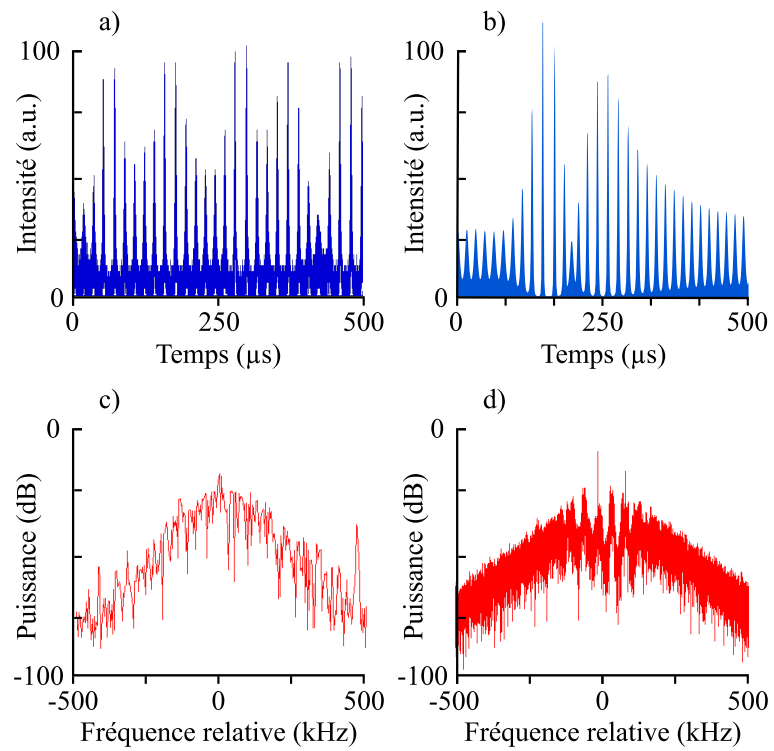 a)
b)
100
100
Intensité (a.u.)
Intensité (a.u.)
0
0
0
250
500
0
250
500
Temps (µs)
Temps (µs)
c)
d)
0
0
Puissance (dB)
Puissance (dB)
-100
-100
-500
0
500
-500
0
500
Fréquence relative (kHz)
Fréquence relative (kHz)